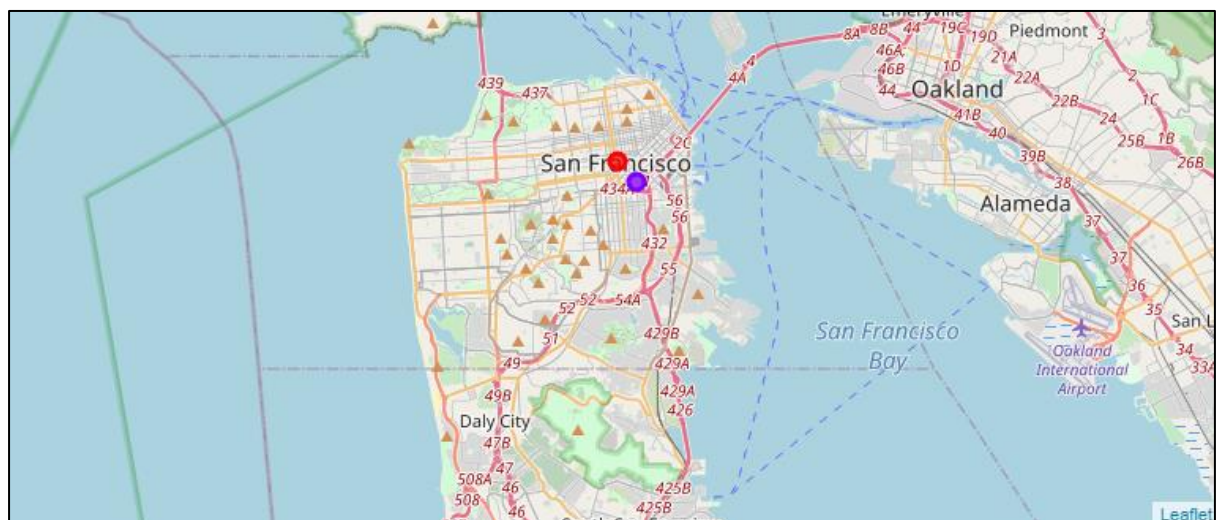 Piedmont
8A
8B
44
19C
19D
3
46A
21A
4
46B
1D
22A
2
4A
44
Oakland
22B
1C
439
437
41B
24
40
25B
1B
2C
39B
26B
San Francisco
38
434A
56
Alameda
37
56
432
37
55
36
52
52
54A
35
51
429B
San Francisco
Bay
San L
Oakland
International
Airport
34
49
429A
33A
49B
429A
426
Daly City
47B
47
508A
46
425B
508
46
425B
Leaflet